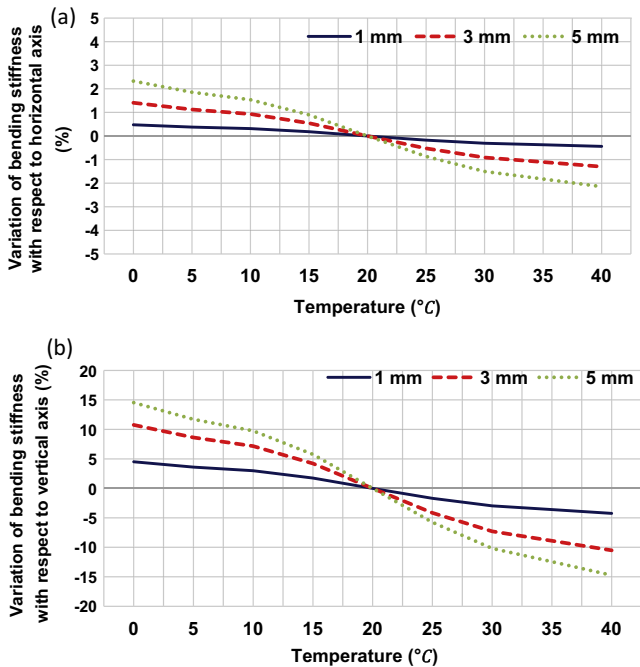 (a)
1 mm 3 mm 5 mm
Variation of bending stiffness
with respect to horizontal axis
(%)
5
4
3
2
1
0
-1
-2
-3
-4
-5
0 5 10 15 20 25 30 35 40
Temperature (°C)
(b)
1 mm 3 mm 5 mm
Variation of bending stiffness
with respect to vertical axis (%)
20
15
10
5
0
-5
-10
-15
-20
0 5 10 15 20 25 30 35 40
Temperature (°C)